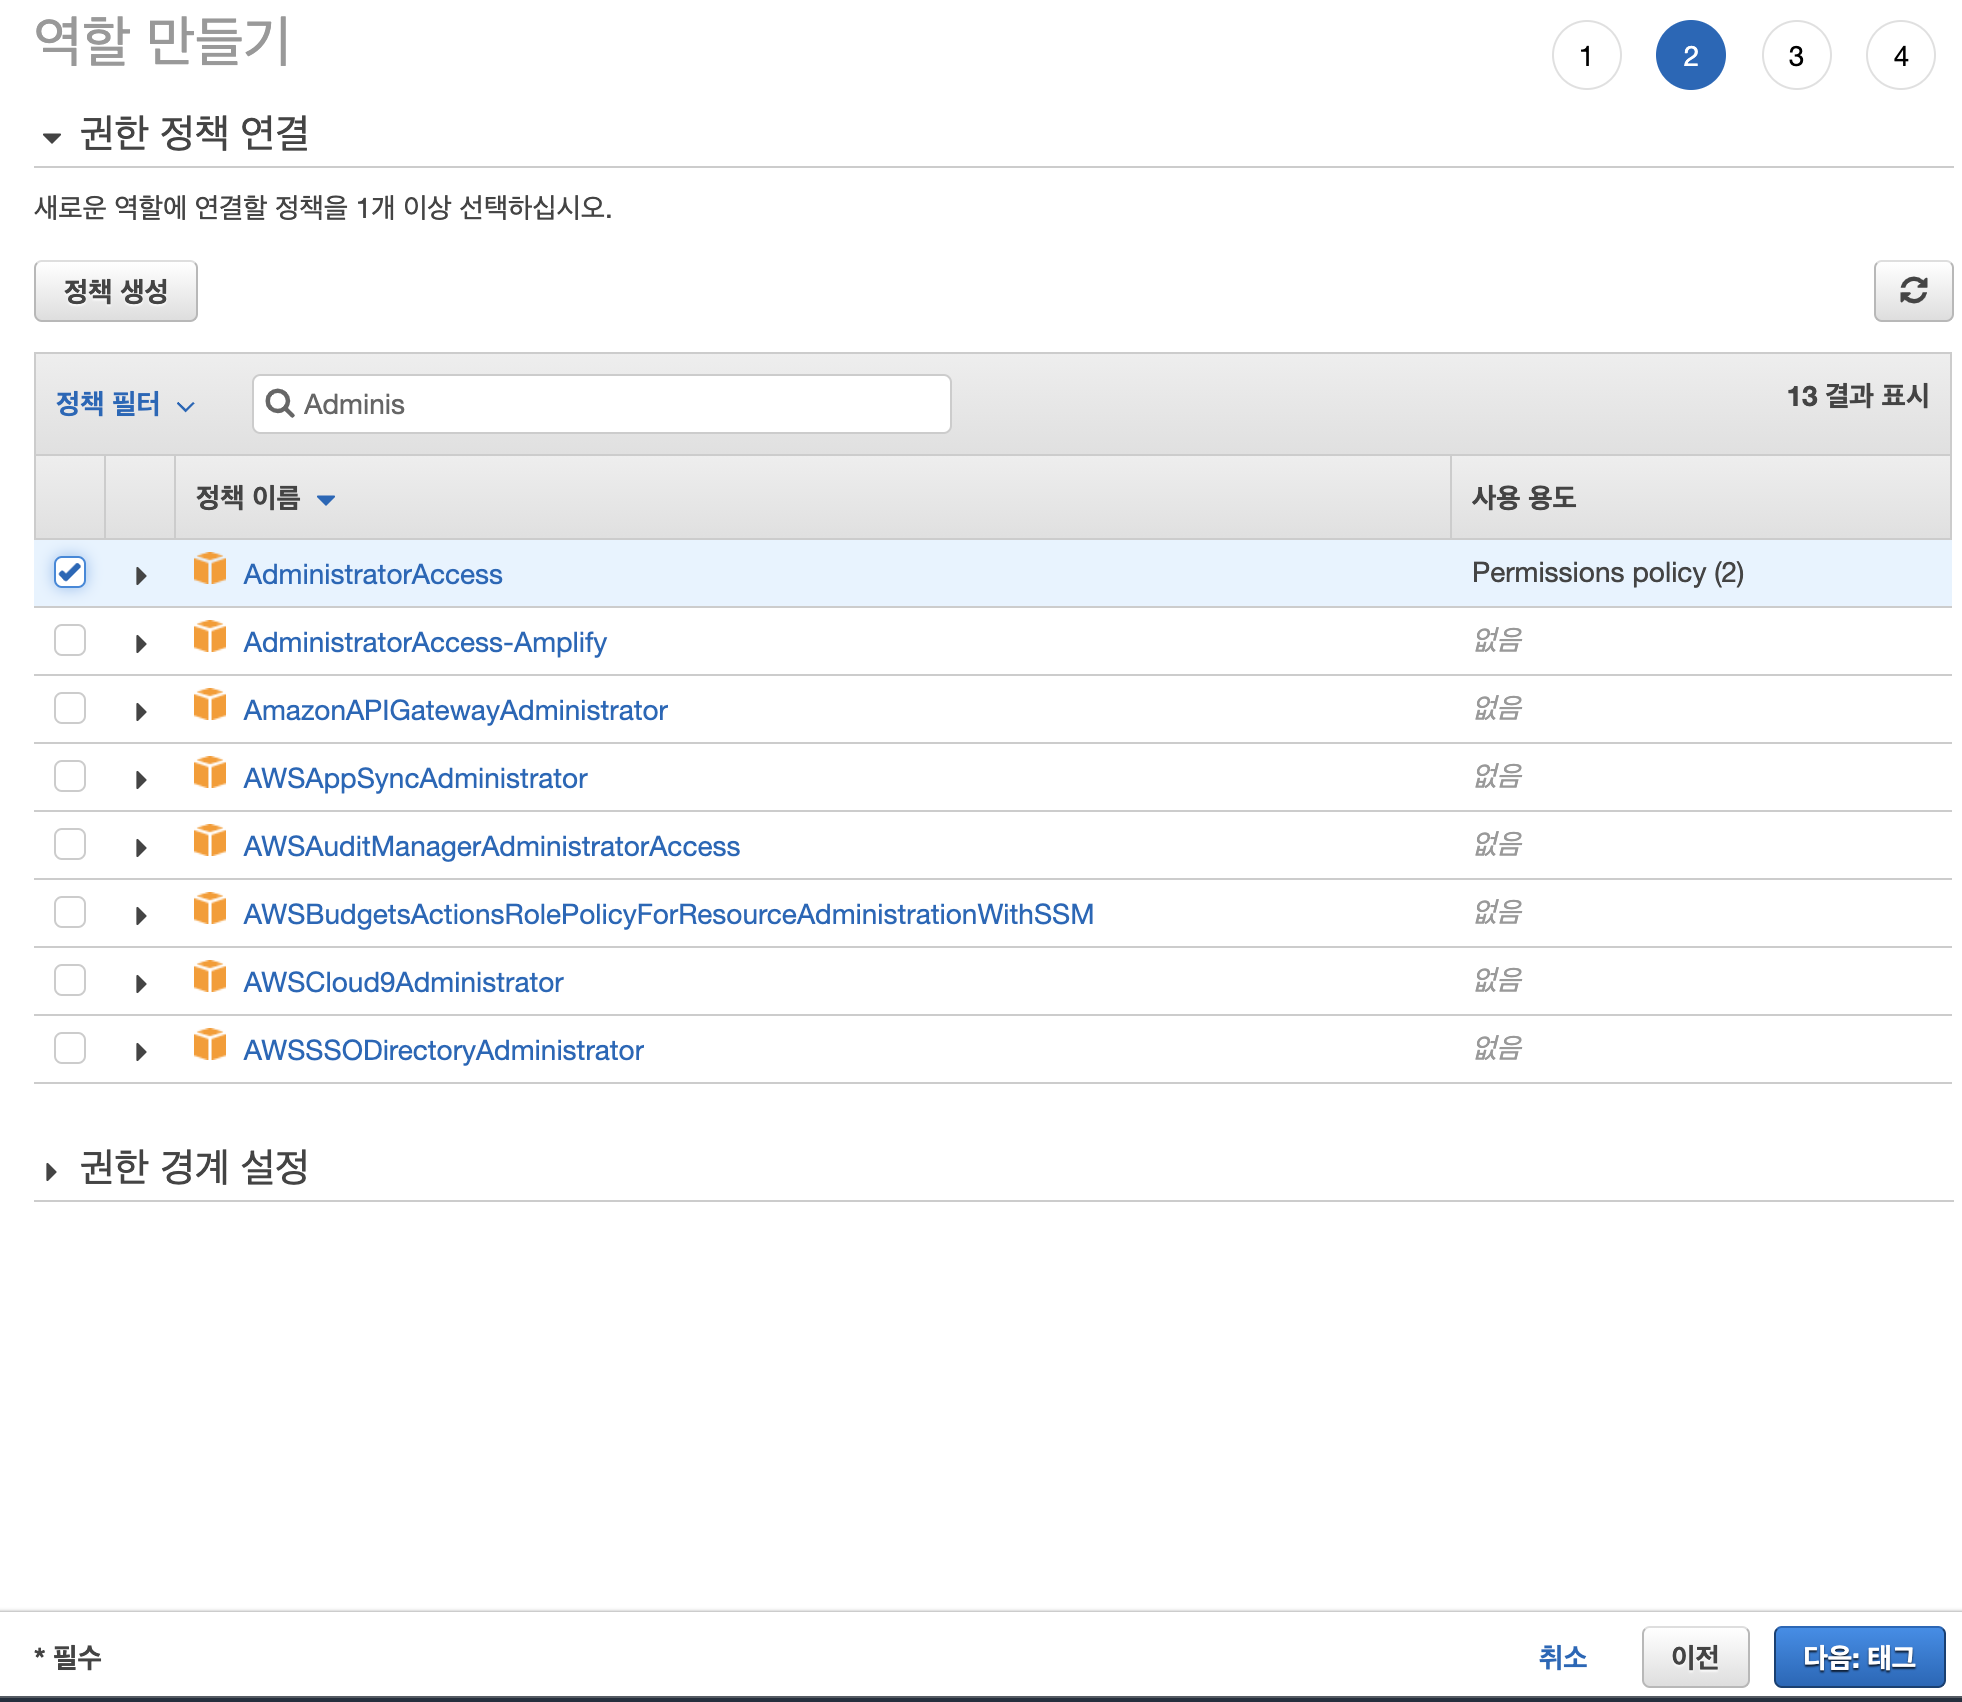 역할 만들기
1 2 3 4
권한 정책 연결
새로운 역할에 연결할 정책을 1개 이상 선택하십시오.
정책 생성
정책 필터 Adminis 13 결과 표시
정책 이름 사용 용도
AdministratorAccess Permissions policy (2)
AdministratorAccess-Amplify 없음
AmazonAPIGatewayAdministrator 없음
AWSAppSyncAdministrator 없음
AWSAuditManagerAdministratorAccess 없음
AWSBudgetsActionsRolePolicyForResourceAdministrationWithSSM 없음
AWSCloud9Administrator 없음
AWSSSODirectoryAdministrator 없음
권한 경계 설정
* 필수 취소 이전 다음: 태그